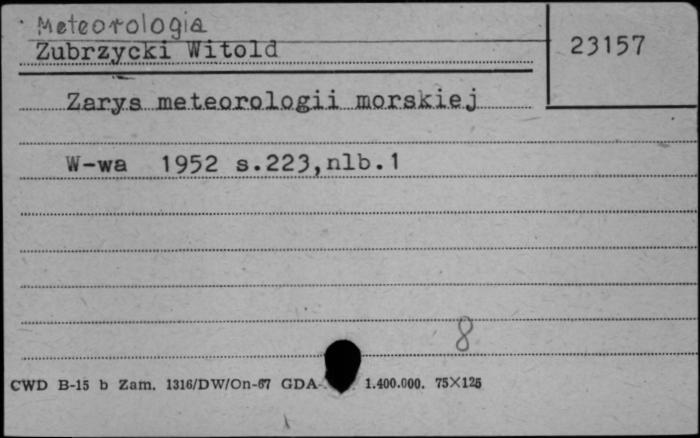 Meteorologia
Zubrzycki Witold
23157
Zarys meteorologii morskiej
W-wa 1952 s.223,nlb.1
8
CWD B-15 b Zam. 1316/DW/On-67 GDA- 1.400.000. 75×125